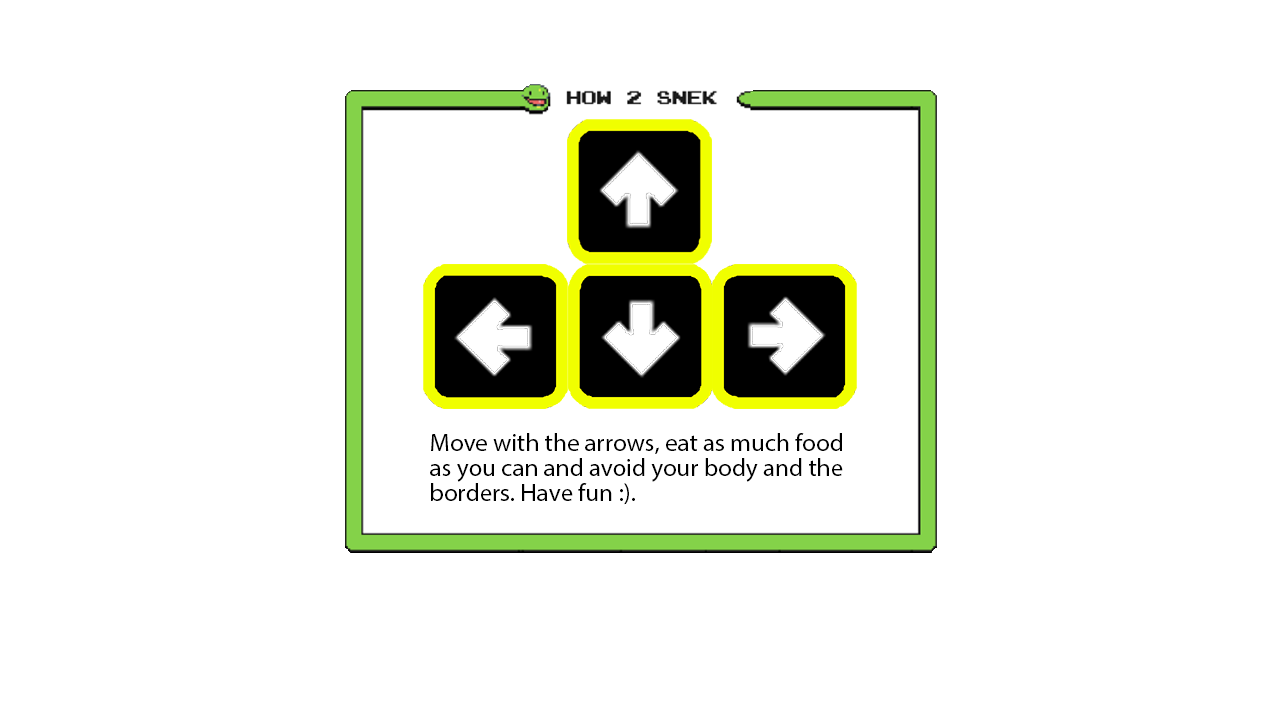 HOW 2 SNEK
Move with the arrows, eat as much food
as you can and avoid your body and the
borders. Have fun :).